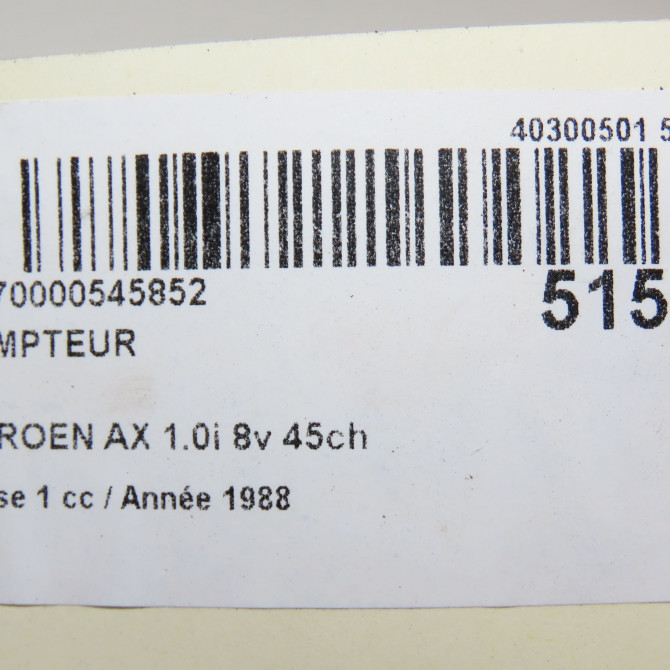 40300501 5
70000545852
515
MPTEUR
ROEN AX 1.0i 8v 45ch
se 1 cc / Année 1988